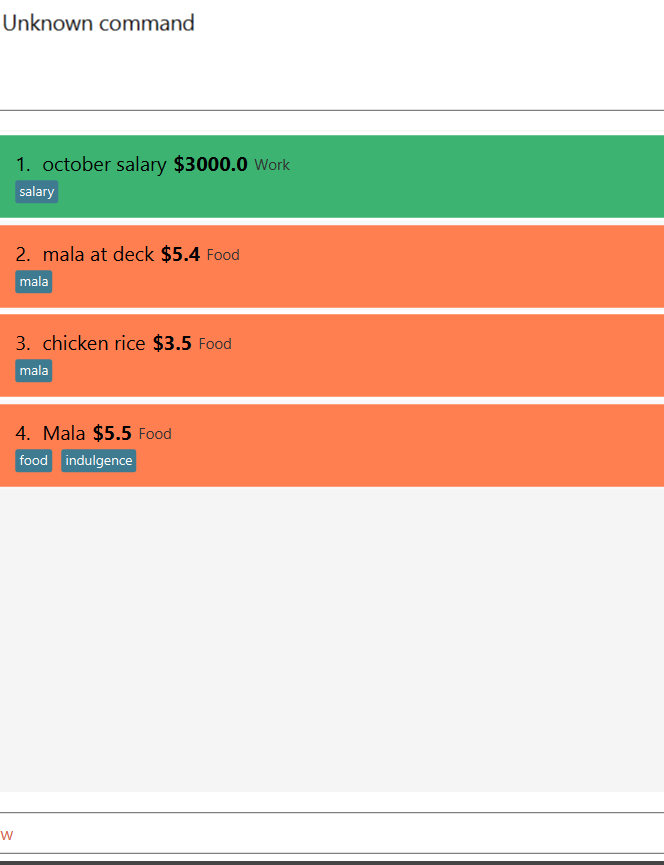 Unknown command
1. october salary $3000.0 Work
salary
2. mala at deck $5.4 Food
mala
3. chicken rice $3.5 Food
mala
4. Mala $5.5 Food
food indulgence
w